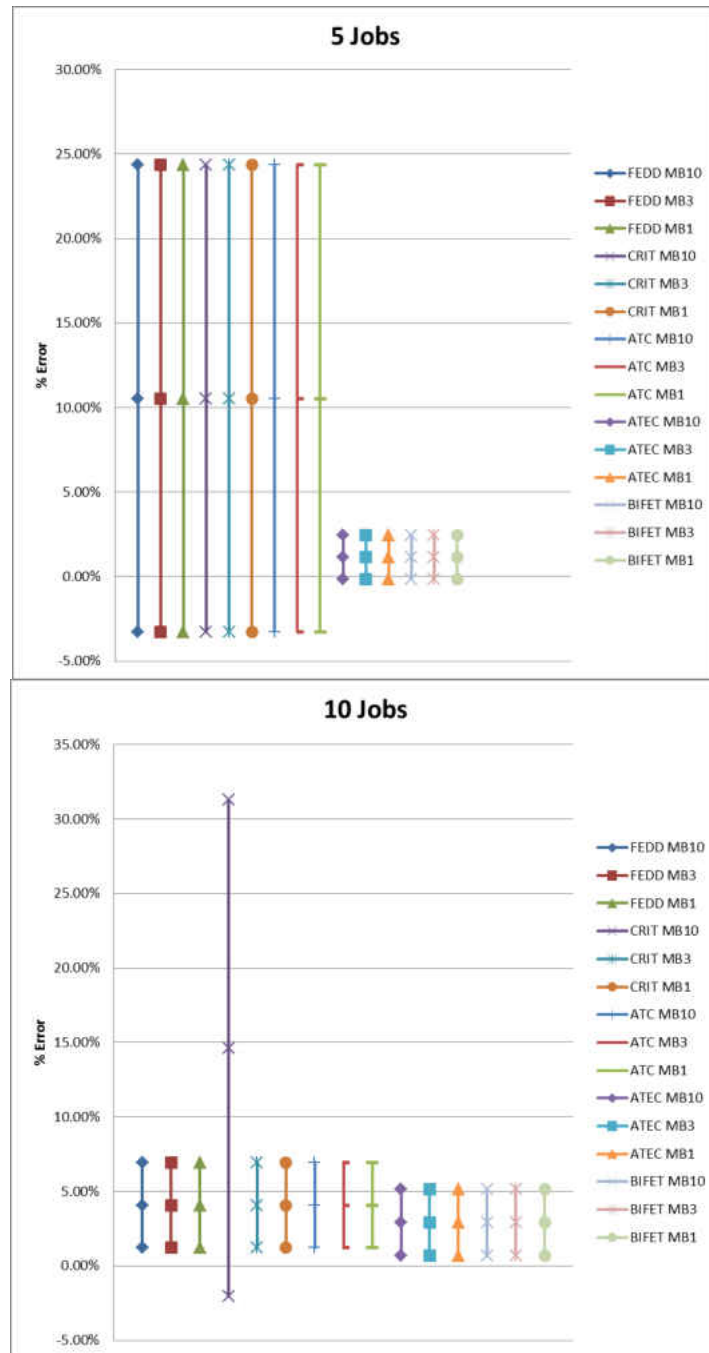 5 Jobs
30.00%
25.00%
20.00%
15.00%
10.00%
5.00%
0.00%
-5.00%
% Error
FEDD MB10
FEDD MB3
FEDD MB1
CRIT MB10
CRIT MB3
CRIT MB1
ATC MB10
ATC MB3
ATC MB1
ATEC MB10
ATEC MB3
ATEC MB1
BIFET MB10
BIFET MB3
BIFET MB1
10 Jobs
35.00%
30.00%
25.00%
20.00%
15.00%
10.00%
5.00%
0.00%
-5.00%
% Error
FEDD MB10
FEDD MB3
FEDD MB1
CRIT MB10
CRIT MB3
CRIT MB1
ATC MB10
ATC MB3
ATC MB1
ATEC MB10
ATEC MB3
ATEC MB1
BIFET MB10
BIFET MB3
BIFET MB1